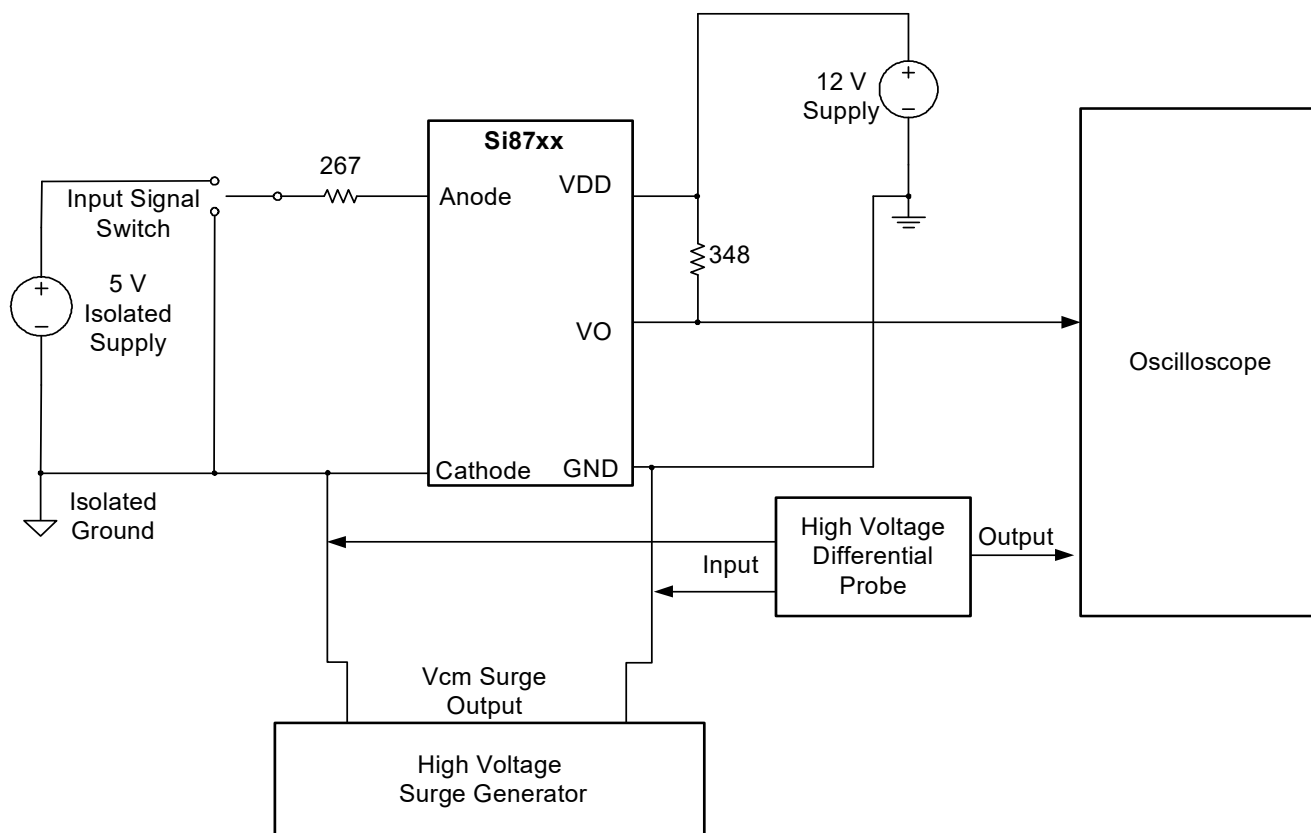 12 V
Supply
Si87xx
267
Anode
VDD
Input Signal
Switch
348
5 V
Isolated
Supply
VO
Oscilloscope
Cathode
GND
Isolated
Ground
High Voltage
Differential
Probe
Input
Output
Vcm Surge
Output
High Voltage
Surge Generator